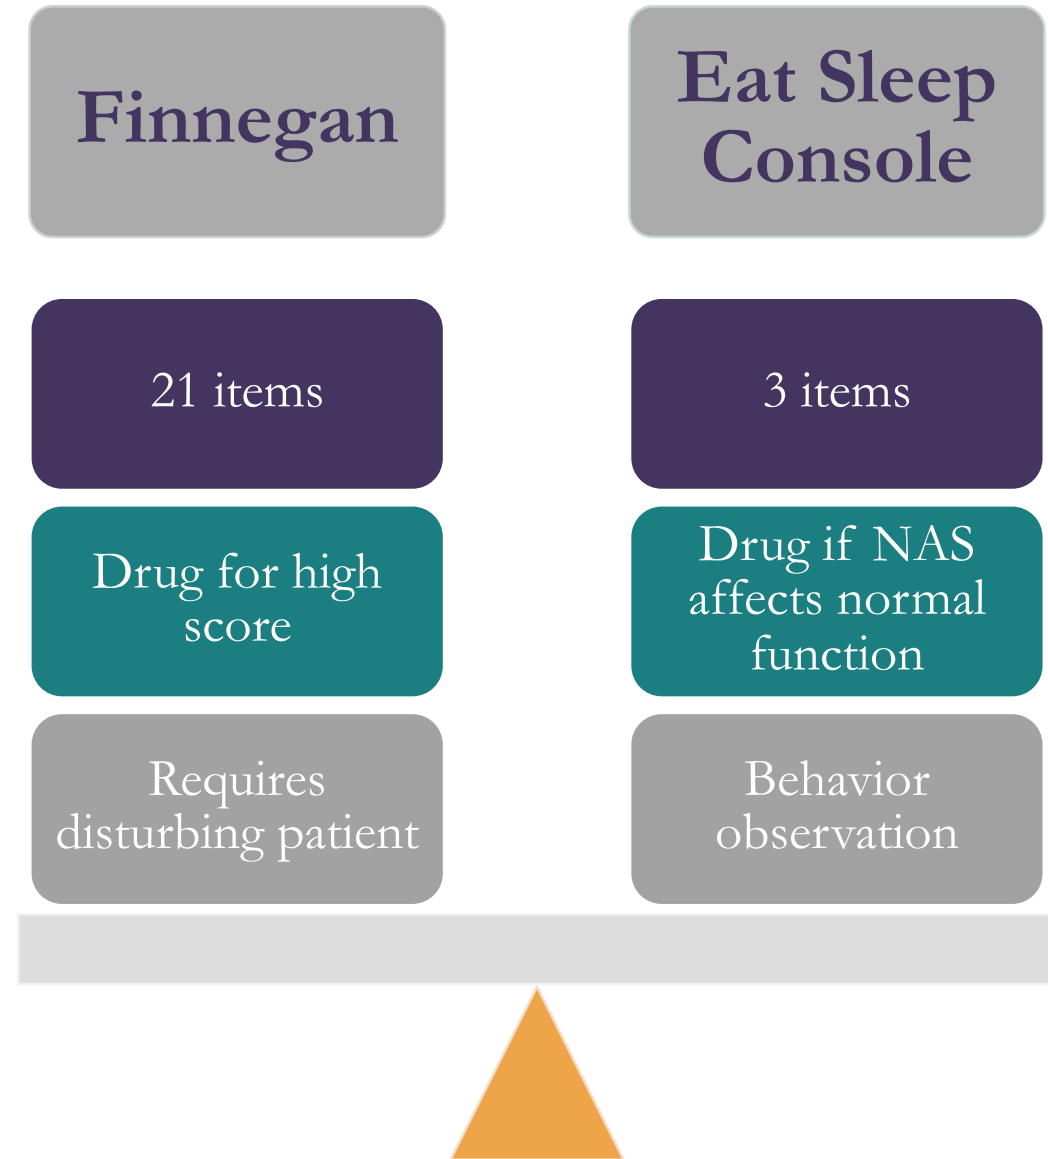 Finnegan
Eat Sleep
Console
21 items
3 items
Drug for high
score
Drug if NAS
affects normal
function
Requires
disturbing patient
Behavior
observation